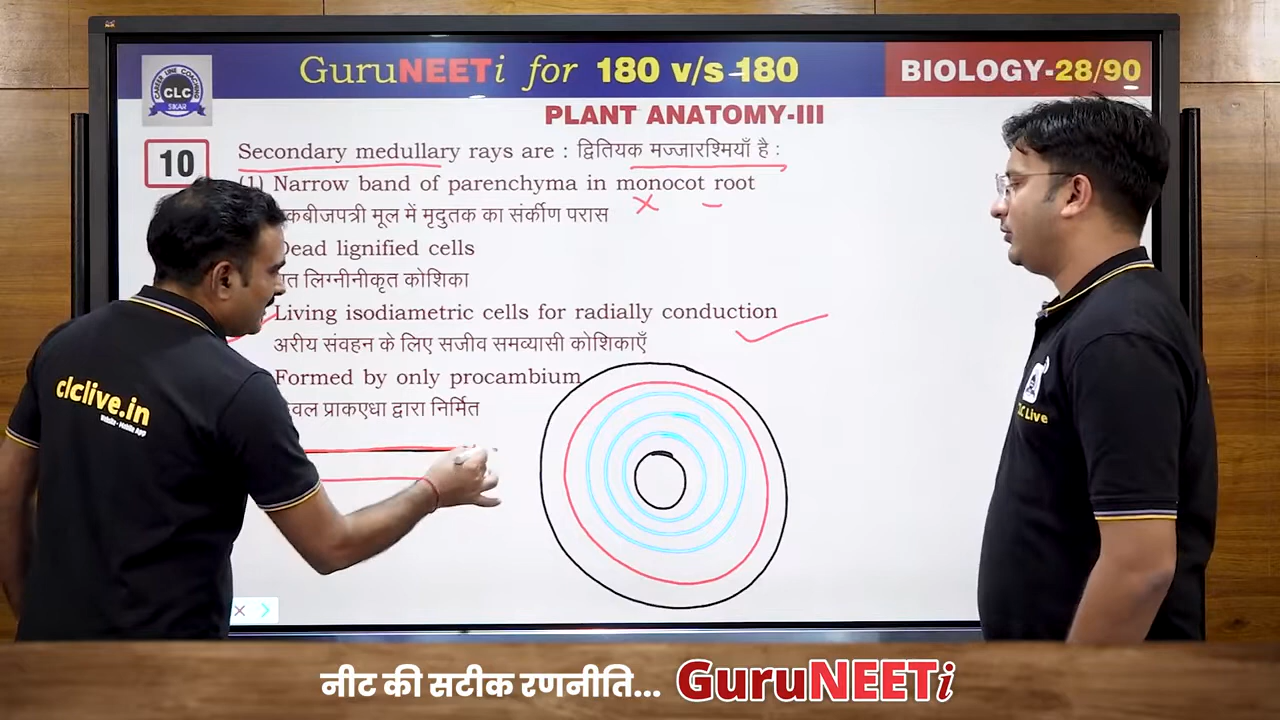 GuruNEETi for 180 v/s 180
BIOLOGY-28/90
CAREER LINE COACHING
CLC
SIKAR
PLANT ANATOMY-III
10
Secondary medullary rays are : द्वितियक मज्जारश्मियाँ है :
(1) Narrow band of parenchyma in monocot root
कबीजपत्री मूल में मृदुतक का संर्कीण परास
Dead lignified cells
लिग्नीनीकृत कोशिका
Living isodiametric cells for radially conduction
अरीय संवहन के लिए सजीव समव्यासी कोशिकाएँ
Formed by only procambium
प्राकएधा द्वारा निर्मित
clclive.in
CLC Live
नीट की सटीक रणनीति...
GuruNEETi